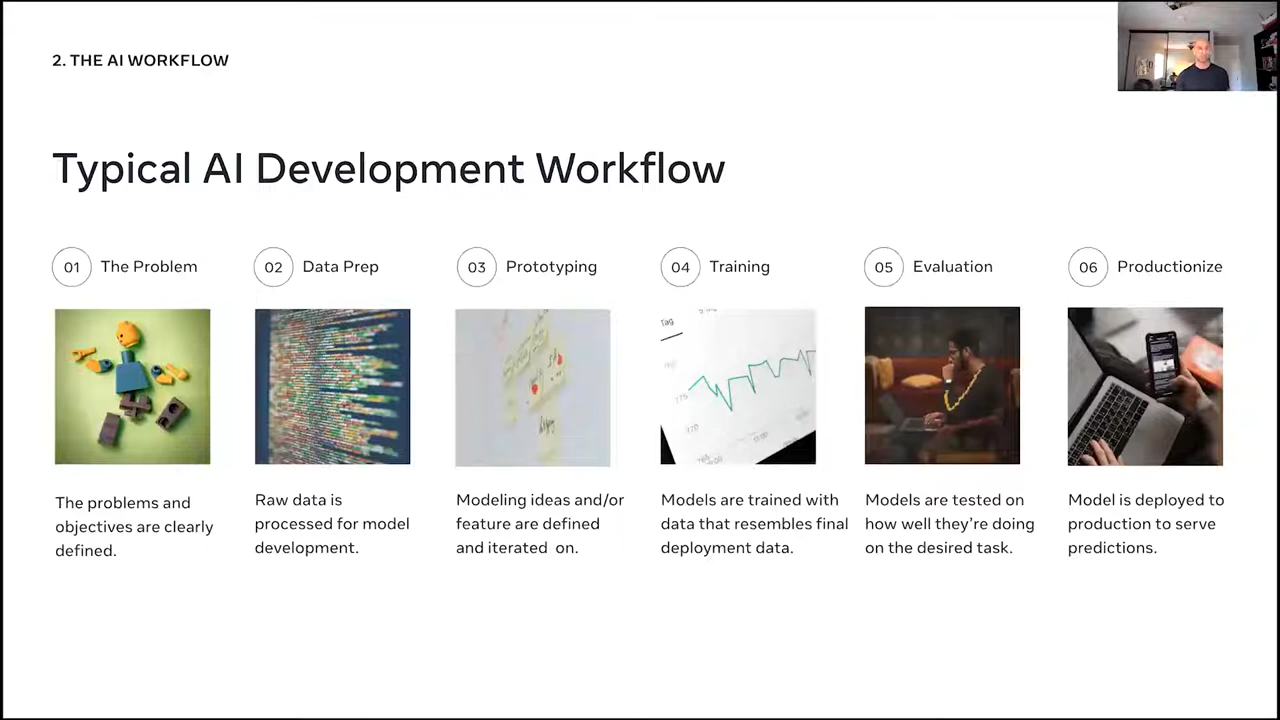 2. THE AI WORKFLOW
Typical AI Development Workflow
01 The Problem
The problems and
objectives are clearly
defined.
02 Data Prep
Raw data is
processed for model
development.
03 Prototyping
Modeling ideas and/or
feature are defined
and iterated on.
04 Training
Tag
175
170
Models are trained with
data that resembles final
deployment data.
05 Evaluation
Models are tested on
how well they're doing
on the desired task.
06 Productionize
Model is deployed to
production to serve
predictions.